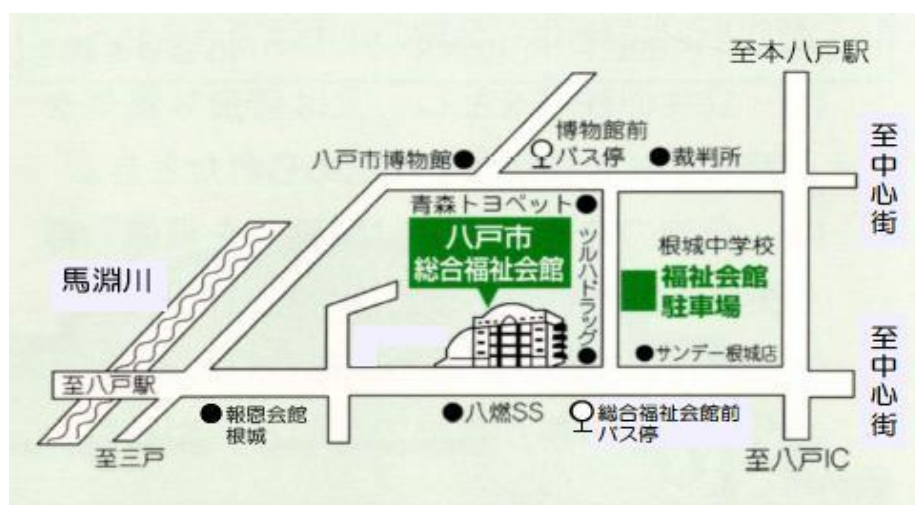 至本八戸駅
至中心街
博物館前
バス停
裁判所
八戸市博物館
青森トヨペット
八戸市
総合福祉会館
ツルハドラッグ
根城中学校
福祉会館
駐車場
馬淵川
サンデー根城店
至中心街
至八戸駅
報恩会館
根城
八燃SS
総合福祉会館前
バス停
至三戸
至八戸IC